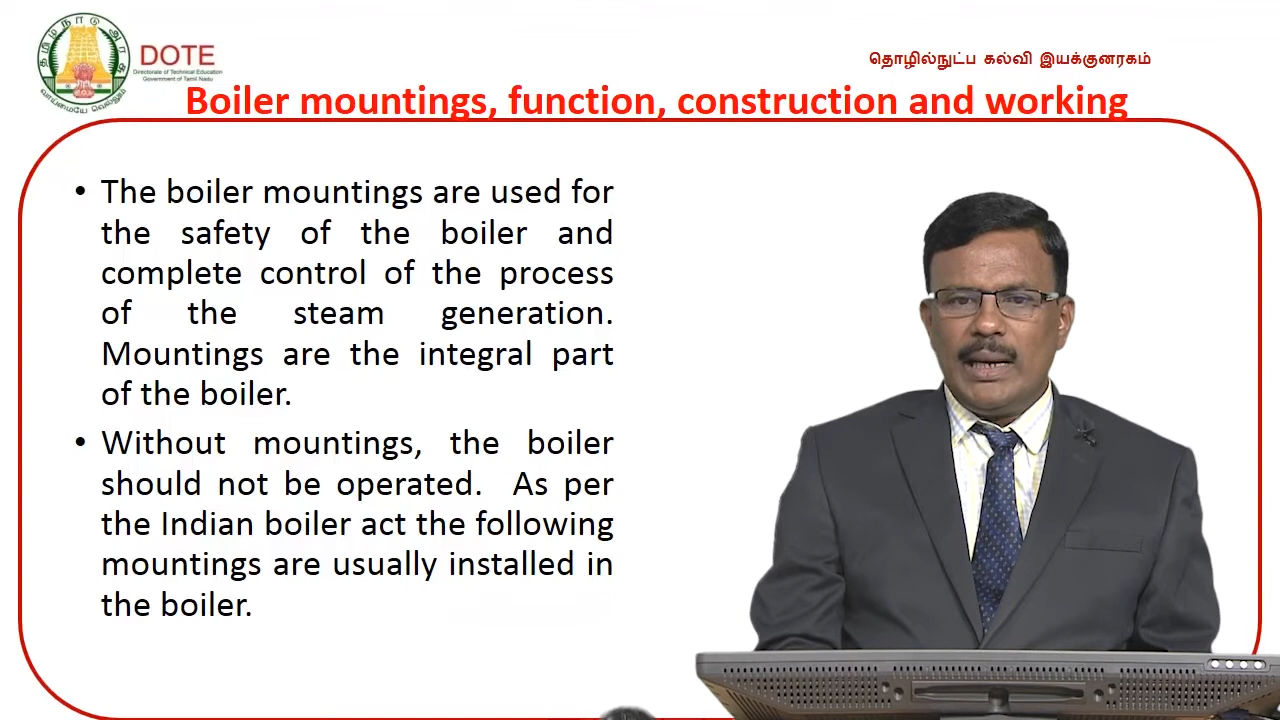 தமிழ் நாடு அரசு
வாய்மையே வெல்லும்
DOTE
Directorate of Technical Education
Government of Tamil Nadu
தொழில்நுட்ப கல்வி இயக்குனரகம்
Boiler mountings, function, construction and working
• The boiler mountings are used for
the safety of the boiler and
complete control of the process
of the steam generation.
Mountings are the integral part
of the boiler.
• Without mountings, the boiler
should not be operated. As per
the Indian boiler act the following
mountings are usually installed in
the boiler.